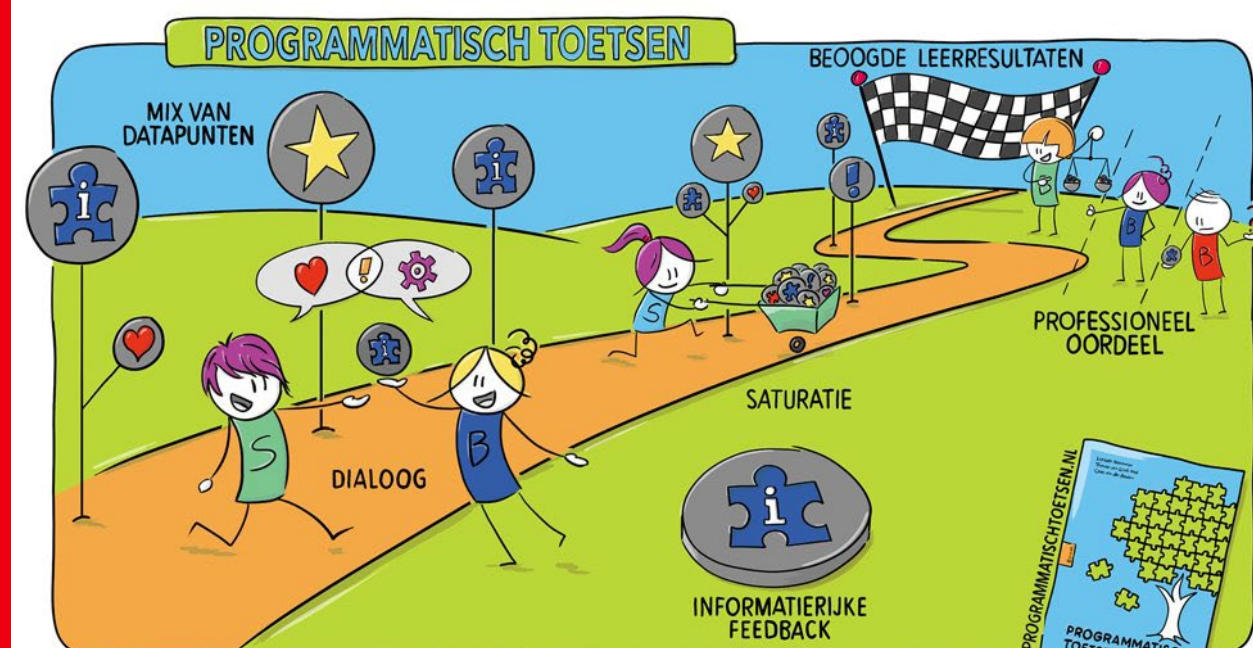 PROGRAMMATISCH TOETSEN
BEOOGDE LEERRESULTATEN
MIX VAN
DATAPUNTEN
i
i
S
B
B
S
B
DIALOOG
SATURATIE
PROFESSIONEEL
OORDEEL
i
INFORMATIERIJKE
FEEDBACK
PROGRAMMATISCHTOETSEN.NL